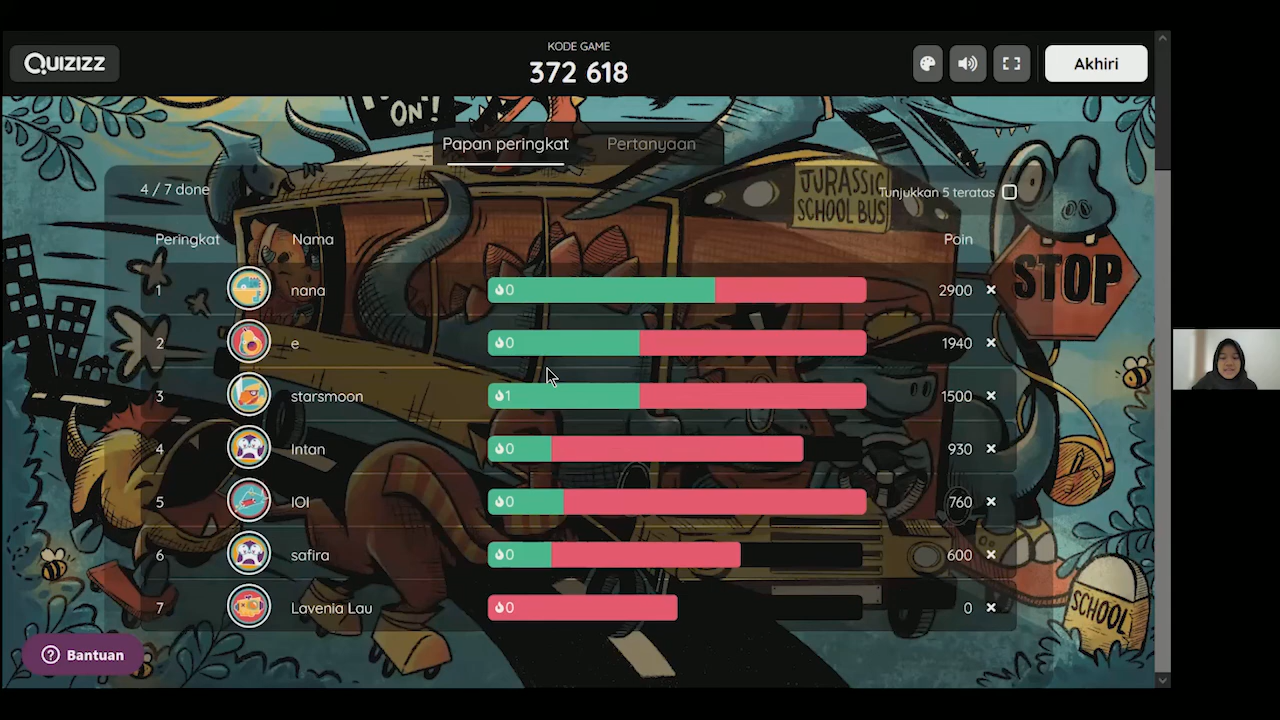 QUIZIZZ
KODE GAME
372 618
Akhiri
ON!
Papan peringkat
Pertanyaan
4 / 7 done
Tunjukkan 5 teratas
JURASSIC
SCHOOL BUS
Peringkat
Nama
Poin
STOP
1 nana 0 2900
2 e 0 1940
3 starsmoon 1 1500
4 Intan 0 930
5 IOI 0 760
6 safira 0 600
7 Lavenia Lau 0 0
SCHOOL
Bantuan